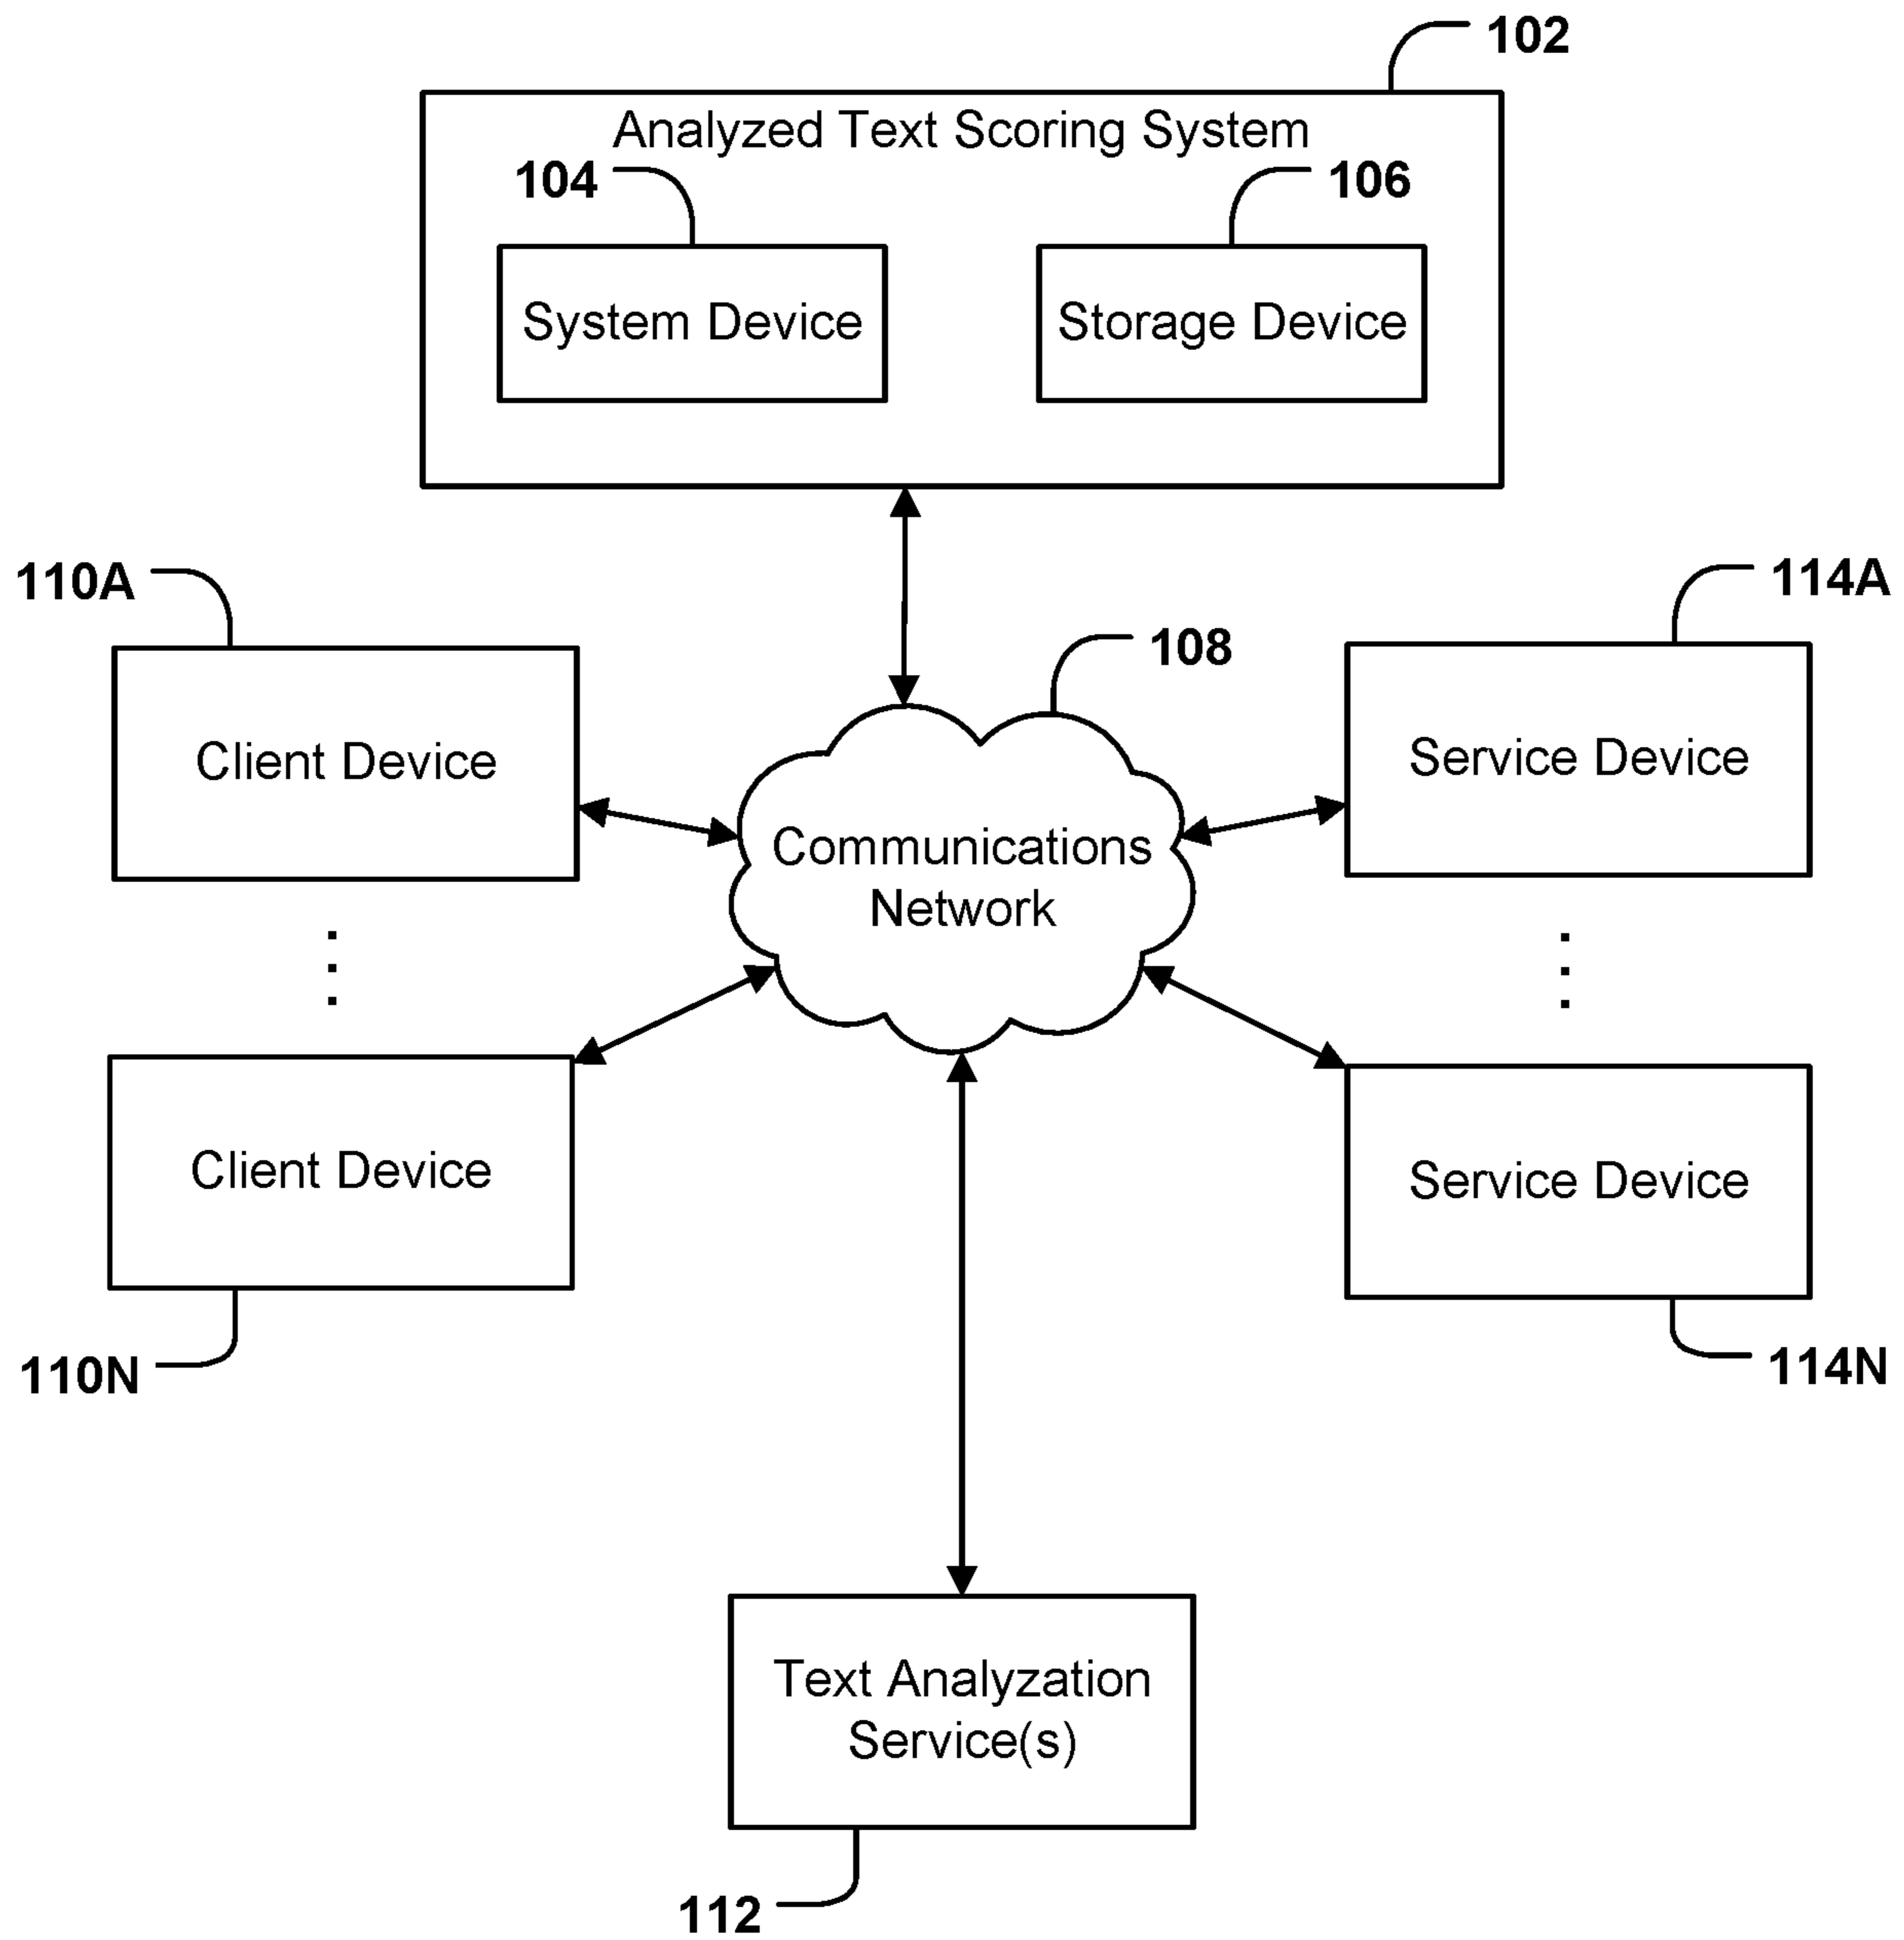 102
Analyzed Text Scoring System
104
106
System Device
Storage Device
110A
114A
108
Client Device
Service Device
Communications
Network
Client Device
Service Device
110N
114N
Text Analyzation
Service(s)
112